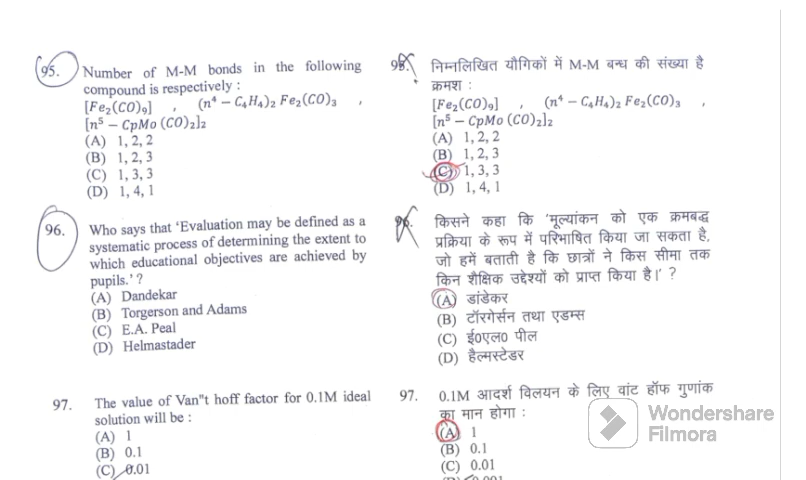 95. Number of M-M bonds in the following
compound is respectively :
[Fe₂(CO)₉] , (n⁴ – C₄H₄)₂ Fe₂(CO)₃ ,
[n⁵ – CpMo (CO)₂]₂
(A) 1, 2, 2
(B) 1, 2, 3
(C) 1, 3, 3
(D) 1, 4, 1
96. Who says that 'Evaluation may be defined as a
systematic process of determining the extent to
which educational objectives are achieved by
pupils.' ?
(A) Dandekar
(B) Torgerson and Adams
(C) E.A. Peal
(D) Helmastader
97. The value of Van"t hoff factor for 0.1M ideal
solution will be :
(A) 1
(B) 0.1
(C) 0.01
95. निम्नलिखित यौगिकों में M-M बन्ध की संख्या है
क्रमश :
[Fe₂(CO)₉] , (n⁴ – C₄H₄)₂ Fe₂(CO)₃ ,
[n⁵ – CpMo (CO)₂]₂
(A) 1, 2, 2
(B) 1, 2, 3
(C) 1, 3, 3
(D) 1, 4, 1
96. किसने कहा कि 'मूल्यांकन को एक क्रमबद्ध
प्रक्रिया के रूप में परिभाषित किया जा सकता है,
जो हमें बताती है कि छात्रों ने किस सीमा तक
किन शैक्षिक उद्देश्यों को प्राप्त किया है।' ?
(A) डांडेकर
(B) टॉरगेर्सन तथा एडम्स
(C) ई०एल० पील
(D) हैल्मस्टेडर
97. 0.1M आदर्श विलयन के लिए वांट हॉफ गुणांक
का मान होगा :
(A) 1
(B) 0.1
(C) 0.01
Wondershare
Filmora